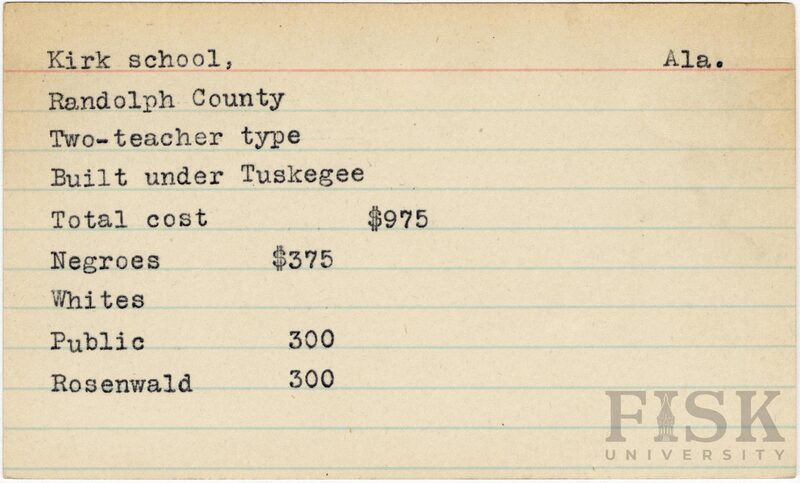 Kirk school, Ala.
Randolph County
Two-teacher type
Built under Tuskegee
Total cost $975
Negroes $375
Whites
Public 300
Rosenwald 300
FISK
UNIVERSITY